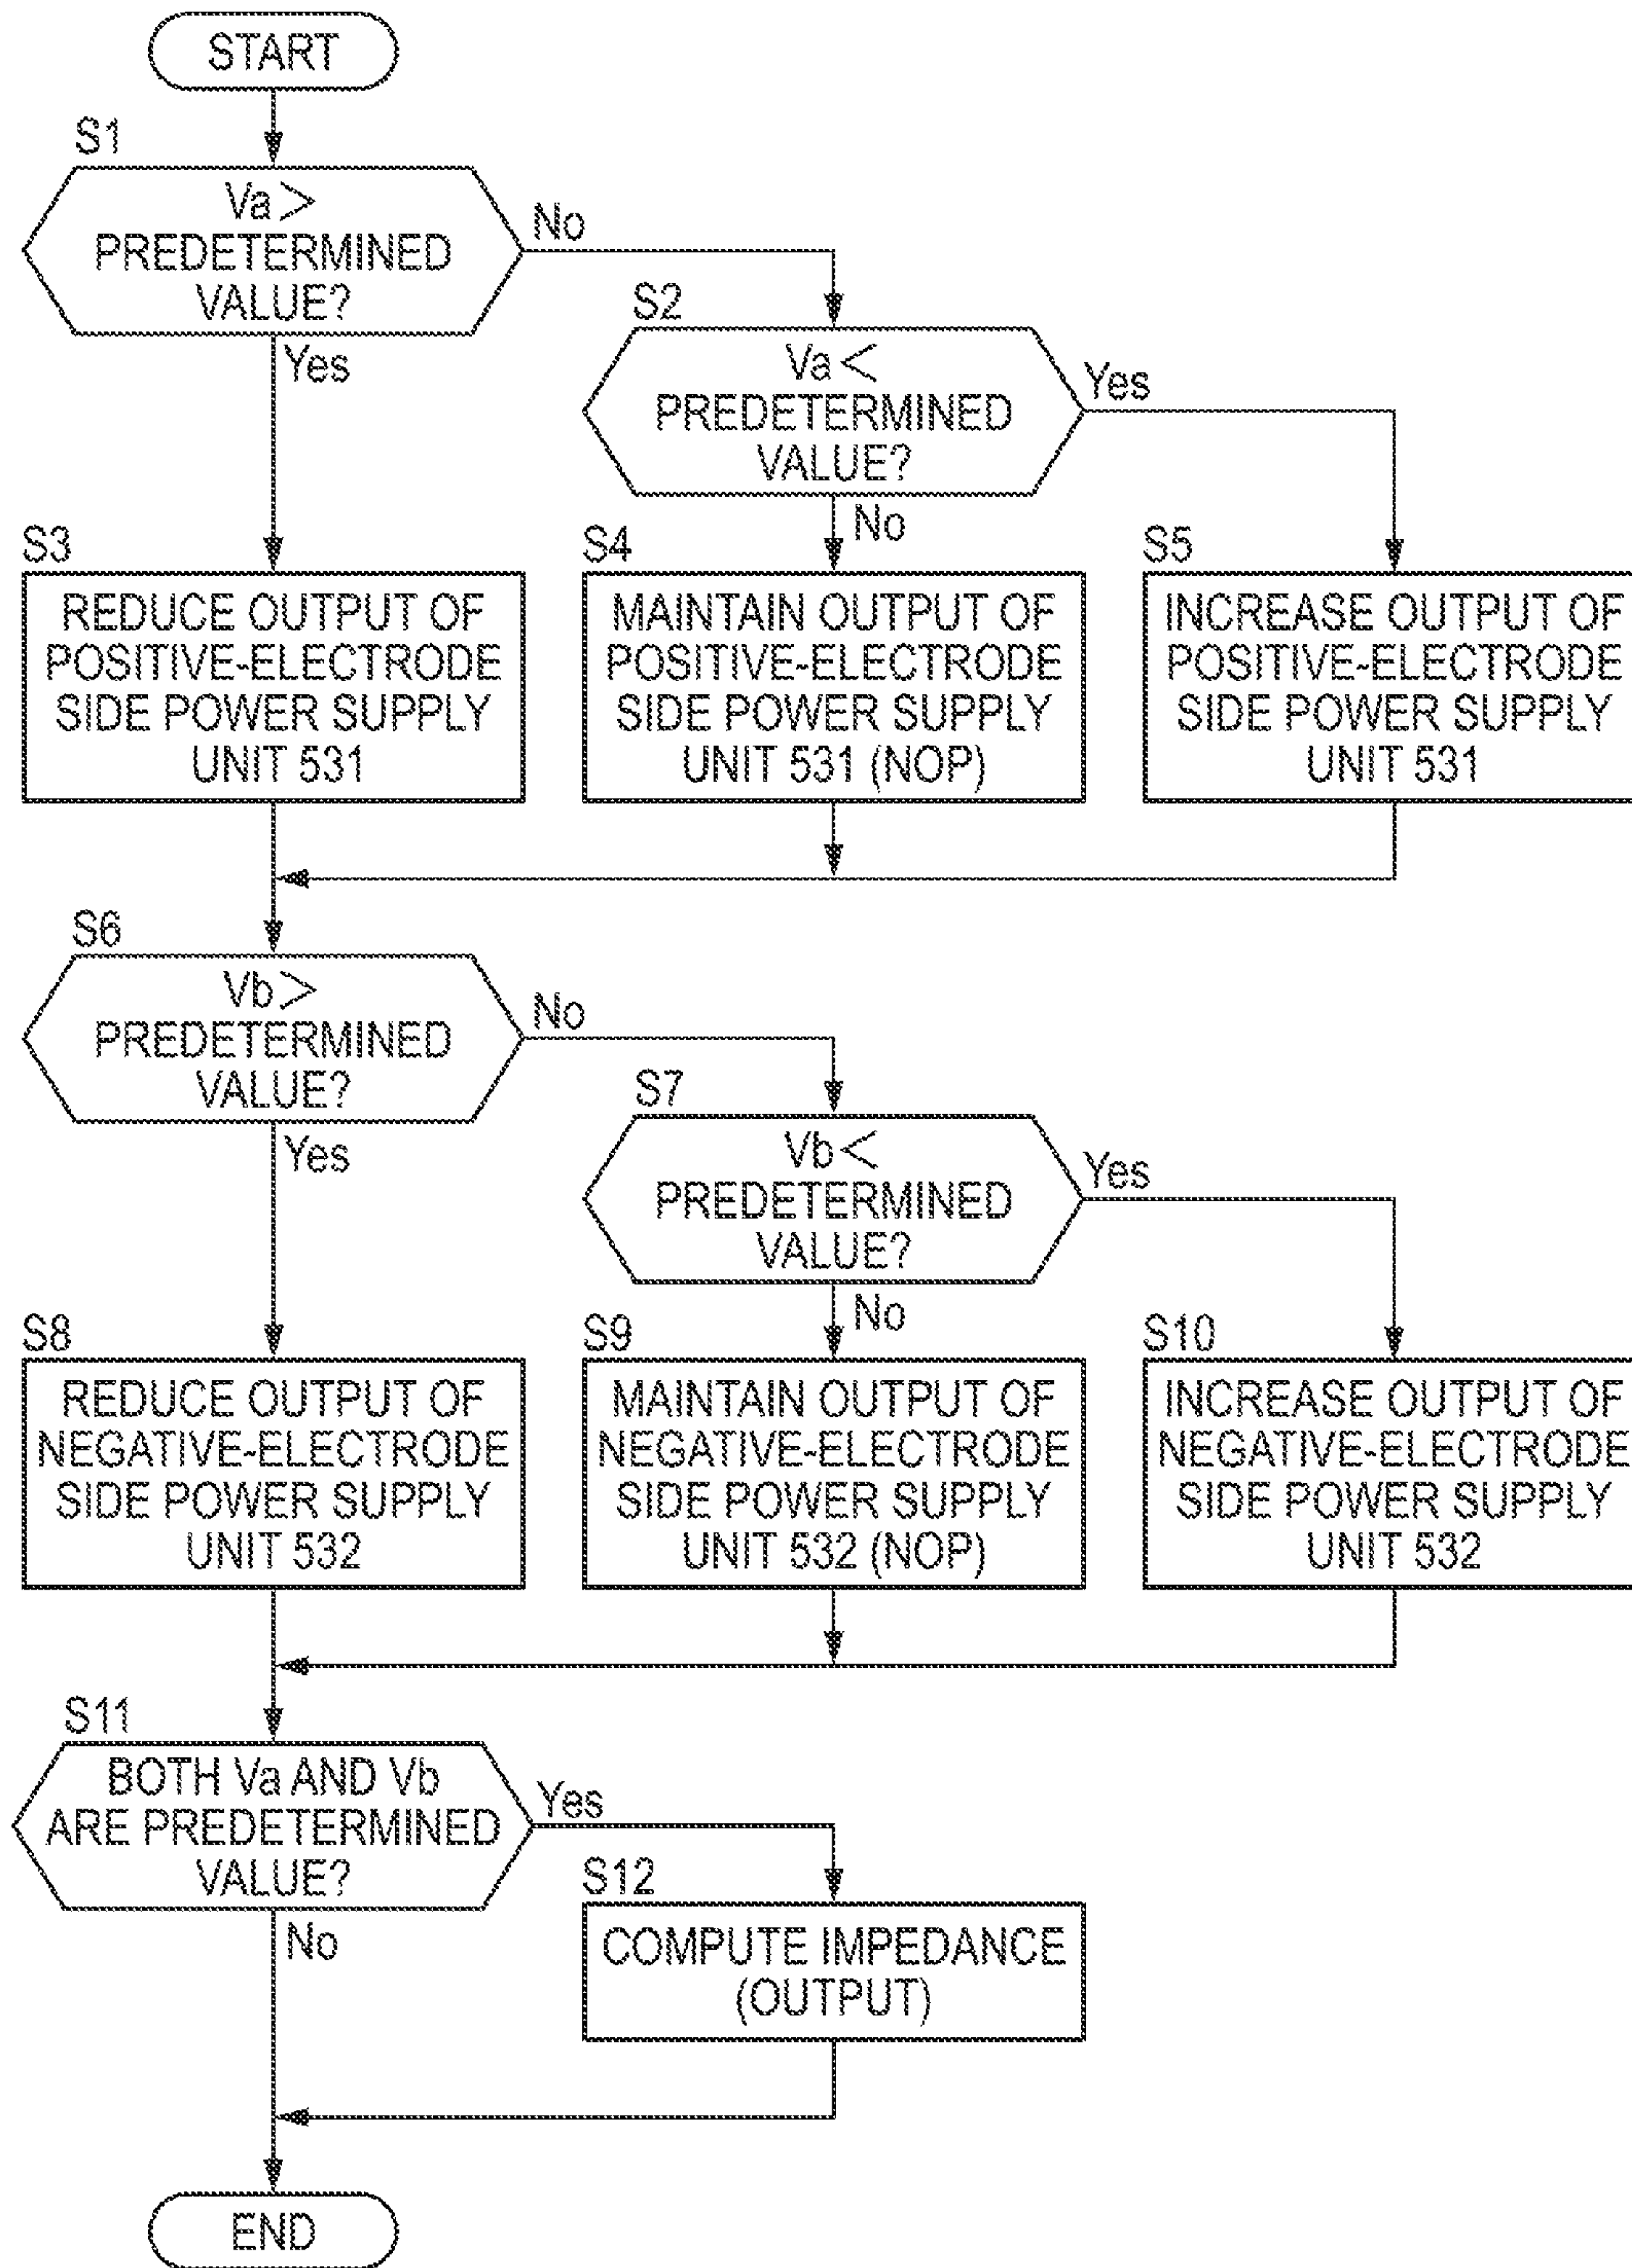 START
S1
Va >
PREDETERMINED
VALUE?
No
Yes
S2
Va <
PREDETERMINED
VALUE?
Yes
No
S3
REDUCE OUTPUT OF
POSITIVE-ELECTRODE
SIDE POWER SUPPLY
UNIT 531
S4
MAINTAIN OUTPUT OF
POSITIVE-ELECTRODE
SIDE POWER SUPPLY
UNIT 531 (NOP)
S5
INCREASE OUTPUT OF
POSITIVE-ELECTRODE
SIDE POWER SUPPLY
UNIT 531
S6
Vb >
PREDETERMINED
VALUE?
No
Yes
S7
Vb <
PREDETERMINED
VALUE?
Yes
No
S8
REDUCE OUTPUT OF
NEGATIVE-ELECTRODE
SIDE POWER SUPPLY
UNIT 532
S9
MAINTAIN OUTPUT OF
NEGATIVE-ELECTRODE
SIDE POWER SUPPLY
UNIT 532 (NOP)
S10
INCREASE OUTPUT OF
NEGATIVE-ELECTRODE
SIDE POWER SUPPLY
UNIT 532
S11
BOTH Va AND Vb
ARE PREDETERMINED
VALUE?
Yes
No
S12
COMPUTE IMPEDANCE
(OUTPUT)
END